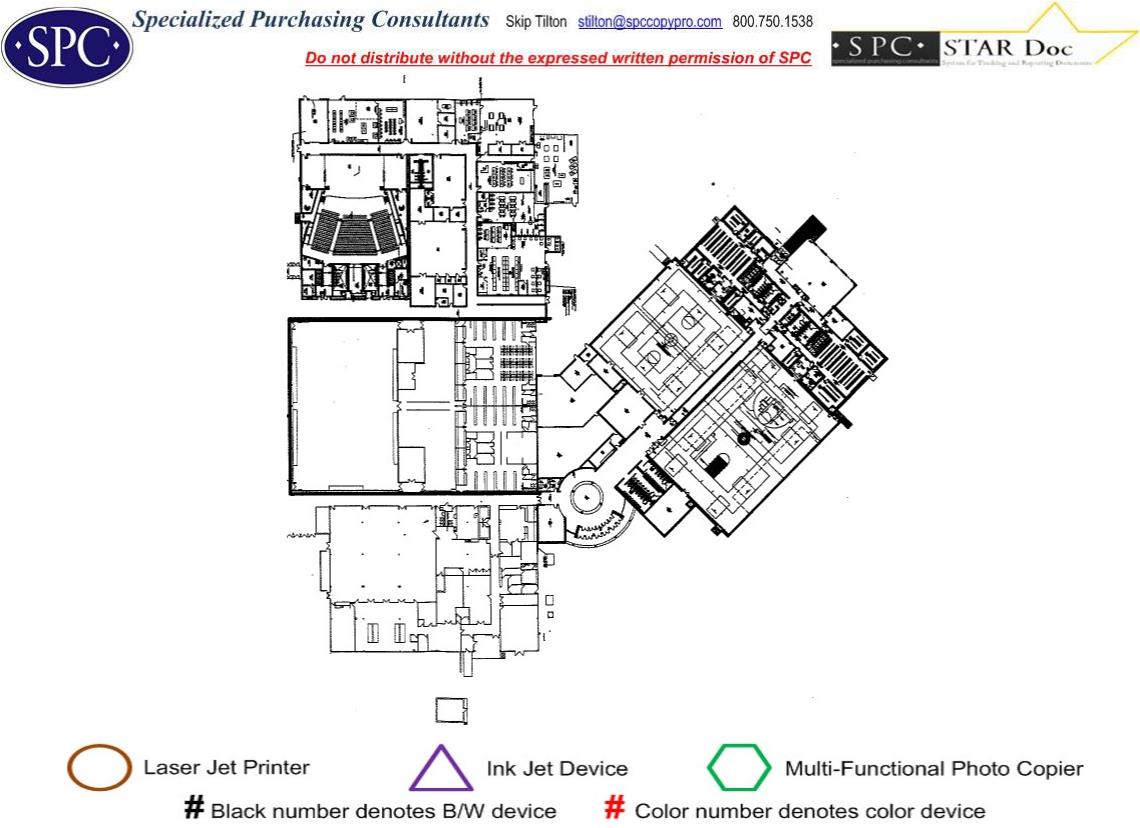 SPC
Specialized Purchasing Consultants Skip Tilton stilton@spccopypro.com 800.750.1538
Do not distribute without the expressed written permission of SPC
• SPC • STAR Doc
specialized purchasing consultants System for Tracking and Reporting Documents
Laser Jet Printer Ink Jet Device Multi-Functional Photo Copier
# Black number denotes B/W device # Color number denotes color device